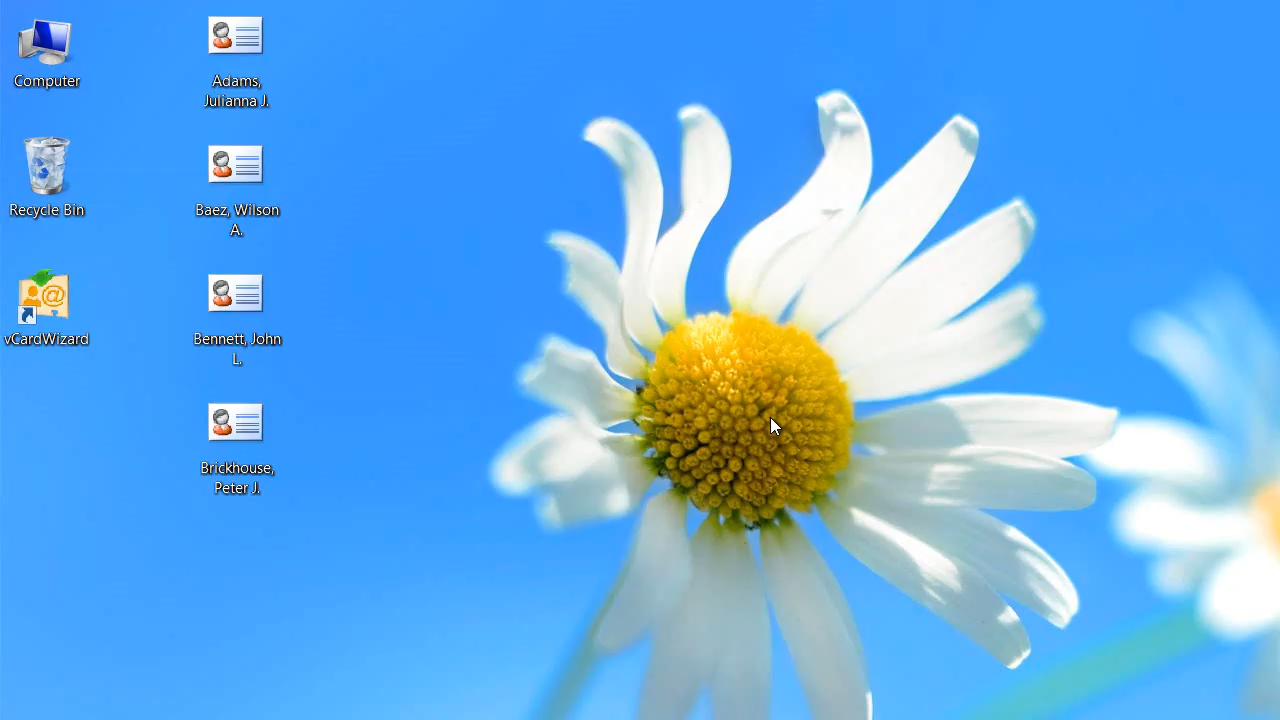 Computer
Recycle Bin
vCardWizard
Adams,
Julianna J.
Baez, Wilson
A.
Bennett, John
L.
Brickhouse,
Peter J.